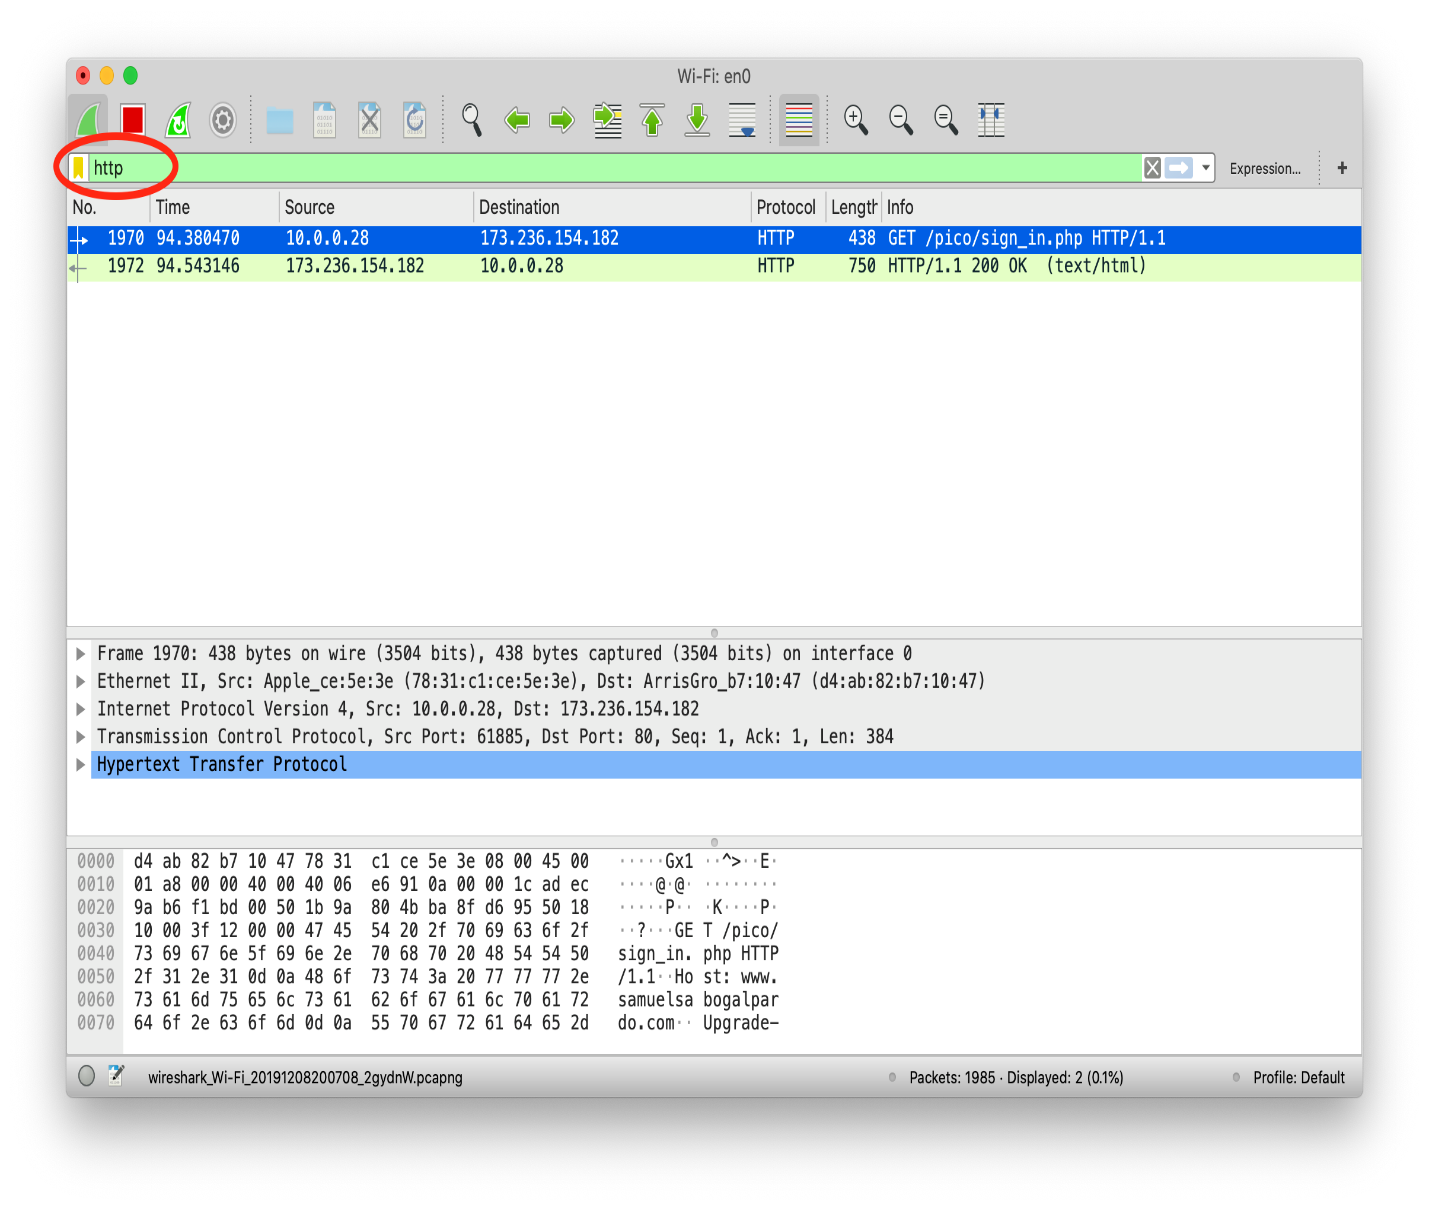 Wi-Fi: en0
http
Expression...
+
No. Time Source Destination Protocol Length Info
1970 94.380470 10.0.0.28 173.236.154.182 HTTP 438 GET /pico/sign_in.php HTTP/1.1
1972 94.543146 173.236.154.182 10.0.0.28 HTTP 750 HTTP/1.1 200 OK (text/html)
Frame 1970: 438 bytes on wire (3504 bits), 438 bytes captured (3504 bits) on interface 0
Ethernet II, Src: Apple_ce:5e:3e (78:31:c1:ce:5e:3e), Dst: ArrisGro_b7:10:47 (d4:ab:82:b7:10:47)
Internet Protocol Version 4, Src: 10.0.0.28, Dst: 173.236.154.182
Transmission Control Protocol, Src Port: 61885, Dst Port: 80, Seq: 1, Ack: 1, Len: 384
Hypertext Transfer Protocol
0000 d4 ab 82 b7 10 47 78 31 c1 ce 5e 3e 08 00 45 00 ·····Gx1 ··^>··E·
0010 01 a8 00 00 40 00 40 06 e6 91 0a 00 00 1c ad ec ····@·@· ········
0020 9a b6 f1 bd 00 50 1b 9a 80 4b ba 8f d6 95 50 18 ·····P·· ·K····P·
0030 10 00 3f 12 00 00 47 45 54 20 2f 70 69 63 6f 2f ··?···GE T /pico/
0040 73 69 67 6e 5f 69 6e 2e 70 68 70 20 48 54 54 50 sign_in. php HTTP
0050 2f 31 2e 31 0d 0a 48 6f 73 74 3a 20 77 77 77 2e /1.1··Ho st: www.
0060 73 61 6d 75 65 6c 73 61 62 6f 67 61 6c 70 61 72 samuelsa bogalpar
0070 64 6f 2e 63 6f 6d 0d 0a 55 70 67 72 61 64 65 2d do.com·· Upgrade-
wireshark_Wi-Fi_20191208200708_2gydnW.pcapng
Packets: 1985 · Displayed: 2 (0.1%)
Profile: Default